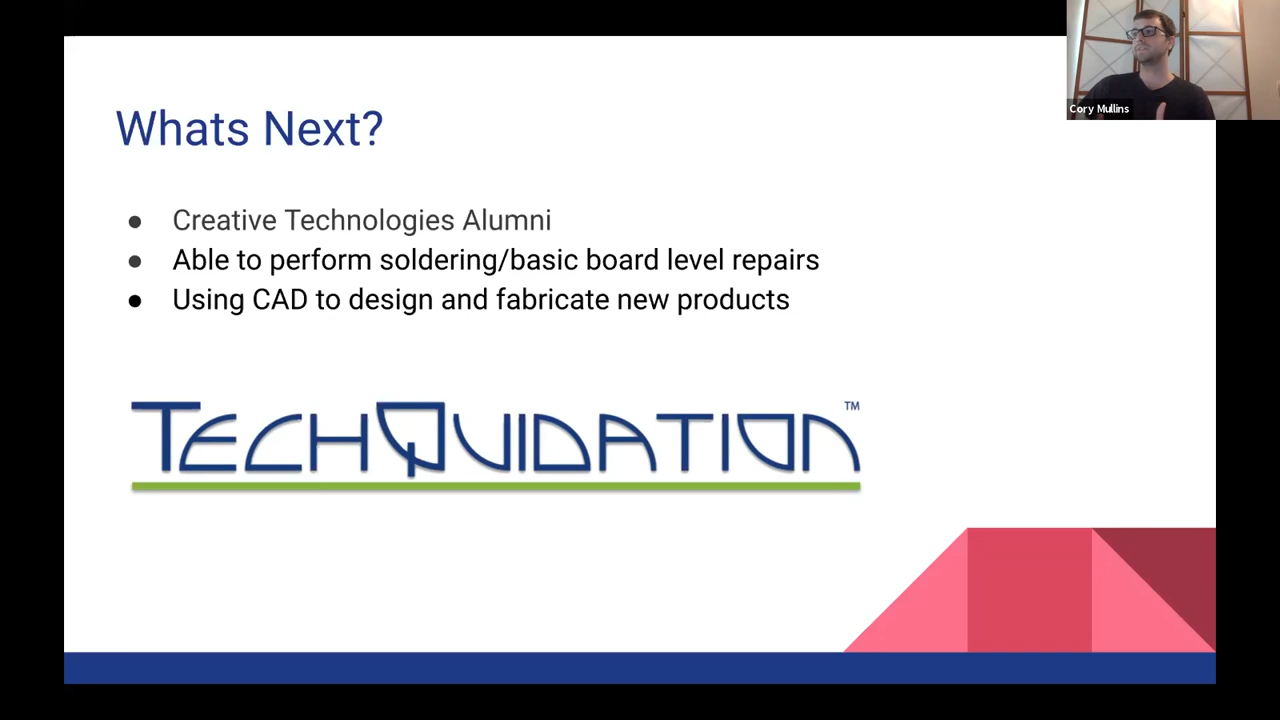 Cory Mullins
Whats Next?
● Creative Technologies Alumni
● Able to perform soldering/basic board level repairs
● Using CAD to design and fabricate new products
TECHQUIDATION™